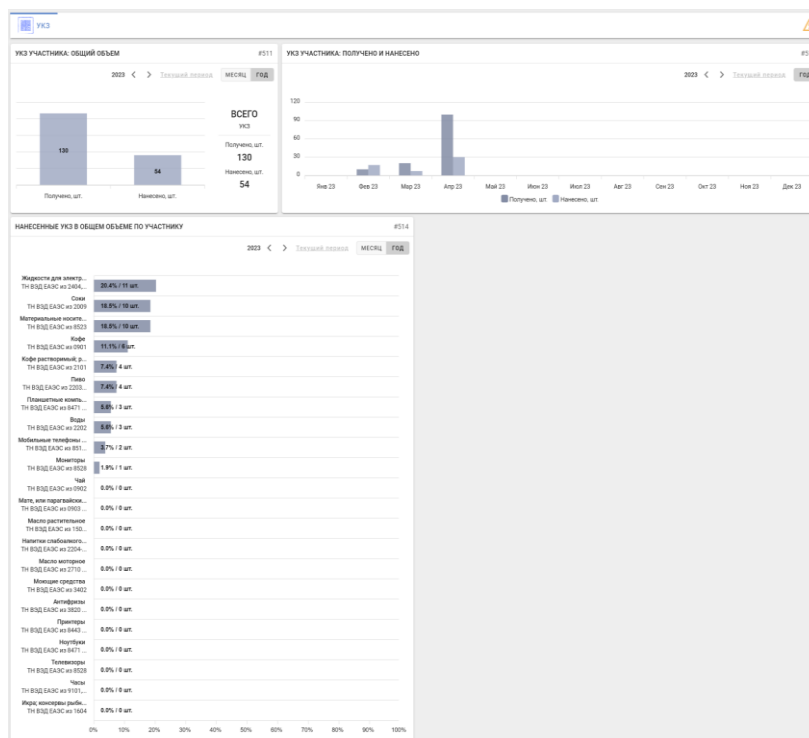 УКЗ
УКЗ УЧАСТНИКА: ОБЩИЙ ОБЪЕМ #511
2023 Текущий период МЕСЯЦ ГОД
130
54
Получено, шт. Нанесено, шт.
ВСЕГО
УКЗ
Получено, шт.
130
Нанесено, шт.
54
УКЗ УЧАСТНИКА: ПОЛУЧЕНО И НАНЕСЕНО
2023 Текущий период
120
90
60
30
0
Янв 23 Фев 23 Мар 23 Апр 23 Май 23 Июн 23 Июл 23 Авг 23 Сен 23 Окт 23 Ноя 23 Дек 23
Получено, шт. Нанесено, шт.
НАНЕСЕННЫЕ УКЗ В ОБЩЕМ ОБЪЕМЕ ПО УЧАСТНИКУ #514
2023 Текущий период МЕСЯЦ ГОД
Жидкости для электр...
ТН ВЭД ЕАЭС из 2404,... 20.4% / 11 шт.
Соки
ТН ВЭД ЕАЭС из 2009 18.5% / 10 шт.
Материальные носите...
ТН ВЭД ЕАЭС из 8523 18.5% / 10 шт.
Кофе
ТН ВЭД ЕАЭС из 0901 11.1% / 6 шт.
Кофе растворимый; р...
ТН ВЭД ЕАЭС из 2101 7.4% / 4 шт.
Пиво
ТН ВЭД ЕАЭС из 2203... 7.4% / 4 шт.
Планшетные компь...
ТН ВЭД ЕАЭС из 8471 ... 5.6% / 3 шт.
Воды
ТН ВЭД ЕАЭС из 2202 5.6% / 3 шт.
Мобильные телефоны ...
ТН ВЭД ЕАЭС из 851... 3.7% / 2 шт.
Мониторы
ТН ВЭД ЕАЭС из 8528 1.9% / 1 шт.
Чай
ТН ВЭД ЕАЭС из 0902 0.0% / 0 шт.
Мате, или парагвайски...
ТН ВЭД ЕАЭС из 0903 ... 0.0% / 0 шт.
Масло растительное
ТН ВЭД ЕАЭС из 150... 0.0% / 0 шт.
Напитки слабоалкого...
ТН ВЭД ЕАЭС из 2204-... 0.0% / 0 шт.
Масло моторное
ТН ВЭД ЕАЭС из 2710 ... 0.0% / 0 шт.
Моющие средства
ТН ВЭД ЕАЭС из 3402 0.0% / 0 шт.
Антифризы
ТН ВЭД ЕАЭС из 3820 ... 0.0% / 0 шт.
Принтеры
ТН ВЭД ЕАЭС из 8443 ... 0.0% / 0 шт.
Ноутбуки
ТН ВЭД ЕАЭС из 8471 ... 0.0% / 0 шт.
Телевизоры
ТН ВЭД ЕАЭС из 8528 0.0% / 0 шт.
Часы
ТН ВЭД ЕАЭС из 9101,... 0.0% / 0 шт.
Икра; консервы рыбн...
ТН ВЭД ЕАЭС из 1604 0.0% / 0 шт.
0% 10% 20% 30% 40% 50% 60% 70% 80% 90% 100%